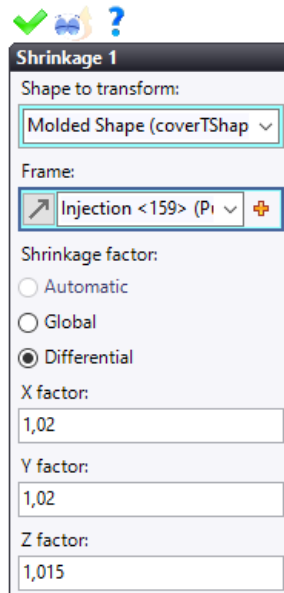 ?
Shrinkage 1
Shape to transform:
Molded Shape (coverTShap
Frame:
Injection <159> (P
Shrinkage factor:
Automatic
Global
Differential
X factor:
1,02
Y factor:
1,02
Z factor:
1,015